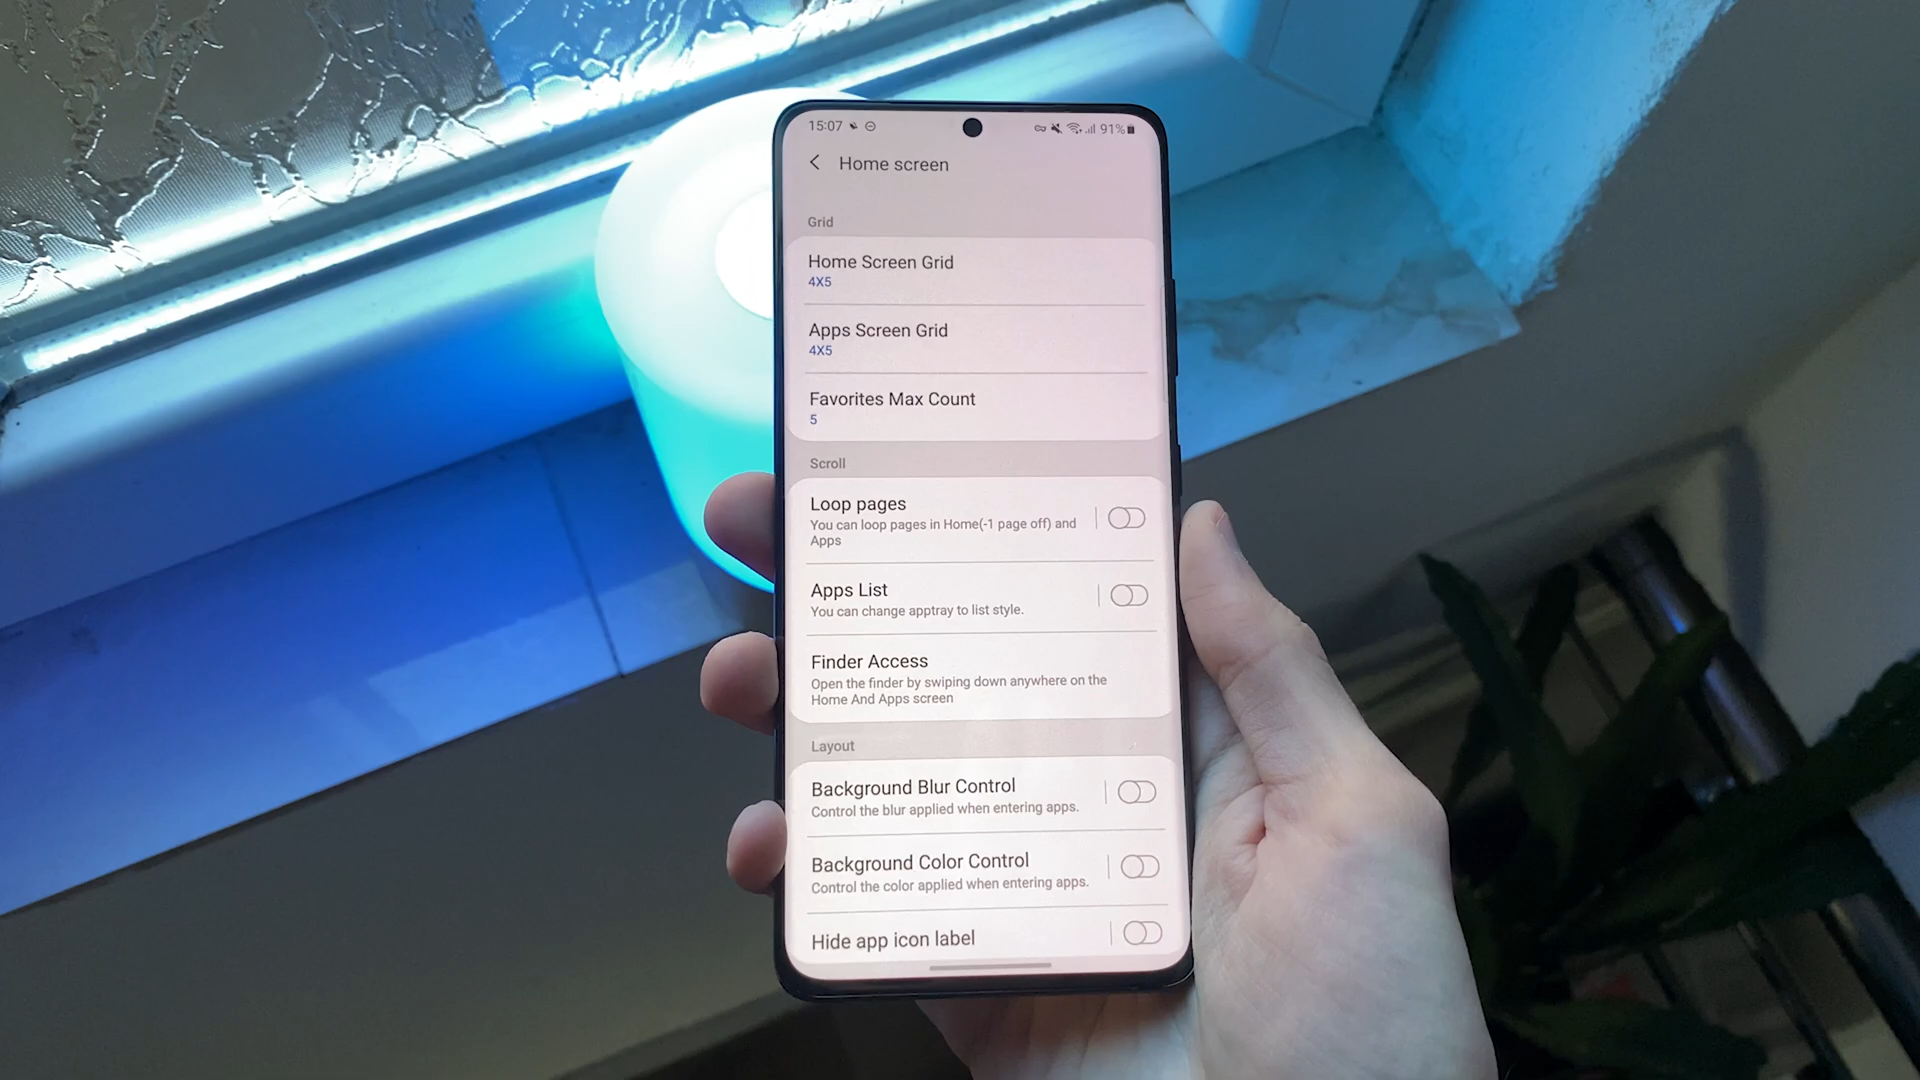 15:07
91%
Home screen
Grid
Home Screen Grid
4X5
Apps Screen Grid
4X5
Favorites Max Count
5
Scroll
Loop pages
You can loop pages in Home(-1 page off) and
Apps
Apps List
You can change apptray to list style.
Finder Access
Open the finder by swiping down anywhere on the
Home And Apps screen
Layout
Background Blur Control
Control the blur applied when entering apps.
Background Color Control
Control the color applied when entering apps.
Hide app icon label